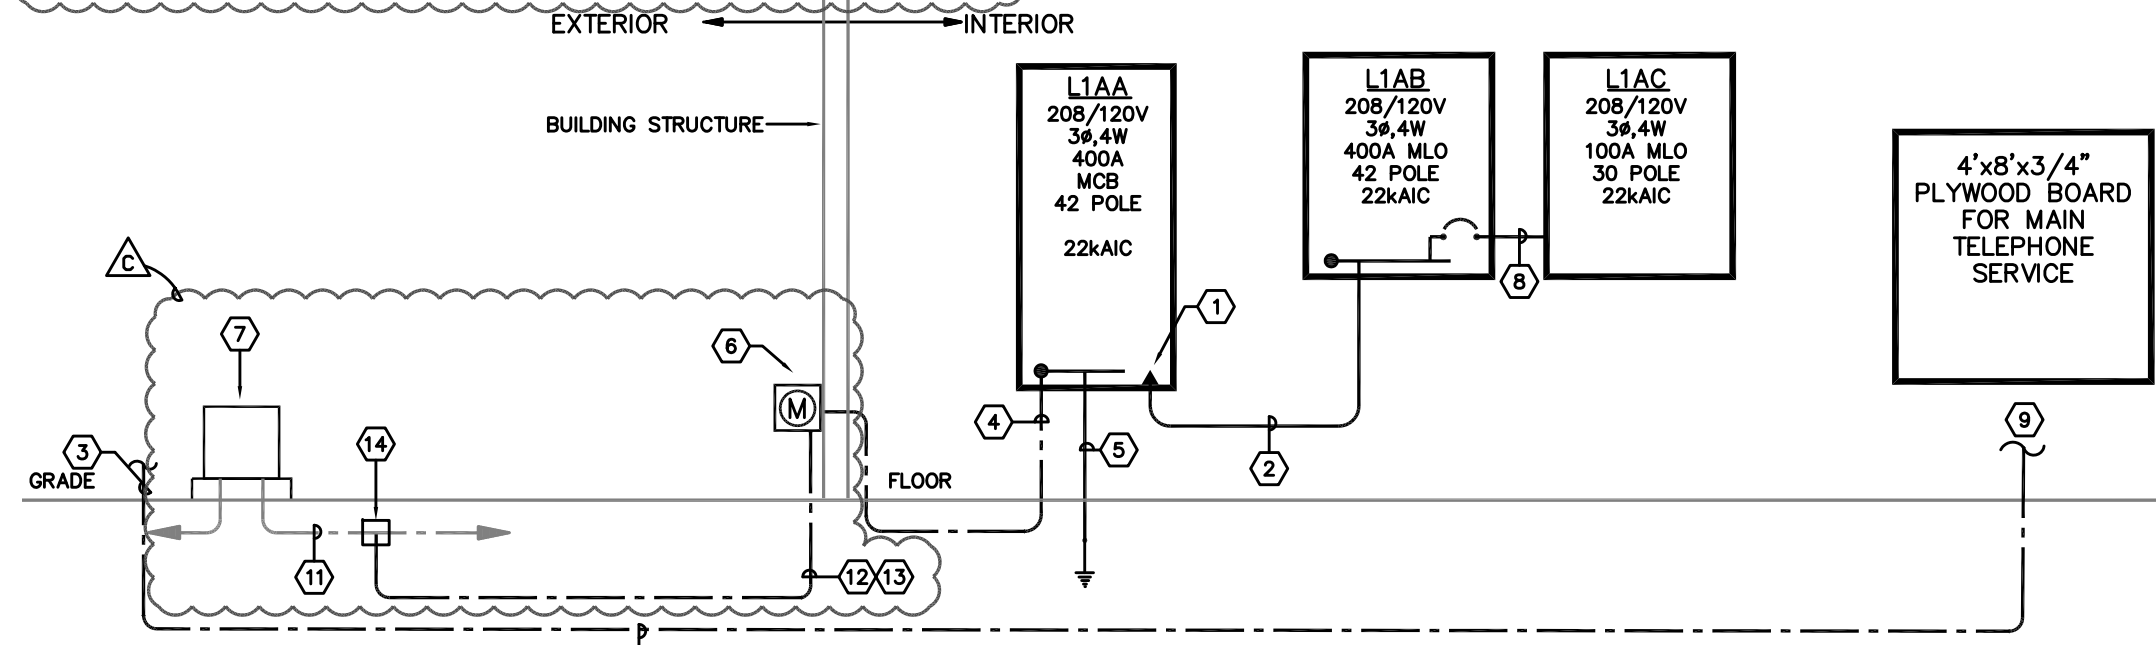 EXTERIOR
INTERIOR
BUILDING STRUCTURE
L1AA
208/120V
3ø,4W
400A
MCB
42 POLE
22kAIC
L1AB
208/120V
3ø,4W
400A MLO
42 POLE
22kAIC
L1AC
208/120V
3ø,4W
100A MLO
30 POLE
22kAIC
4'x8'x3/4"
PLYWOOD BOARD
FOR MAIN
TELEPHONE
SERVICE
C
7
6
M
1
8
3
14
4
5
2
9
GRADE
FLOOR
11
12
13